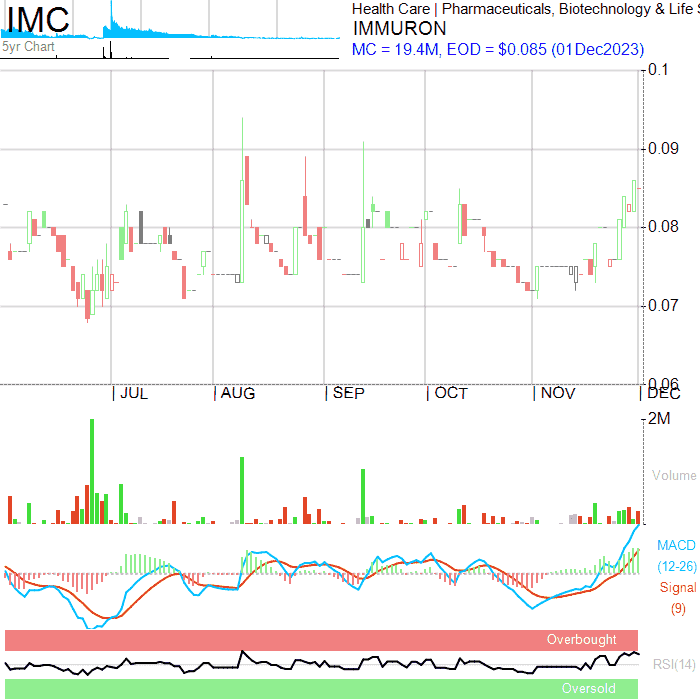 IMC
5yr Chart
Health Care | Pharmaceuticals, Biotechnology & Life S
IMMURON
MC = 19.4M, EOD = $0.085 (01Dec2023)
0.1
0.09
0.08
0.07
0.06
JUL AUG SEP OCT NOV DEC
2M
Volume
MACD
(12-26)
Signal
(9)
Overbought
RSI(14)
Oversold